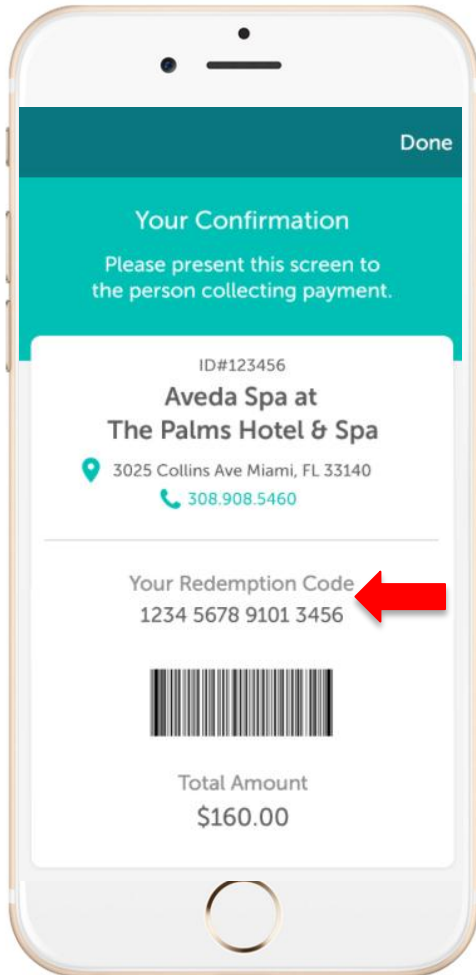 Done
Your Confirmation
Please present this screen to
the person collecting payment.
ID#123456
Aveda Spa at
The Palms Hotel & Spa
3025 Collins Ave Miami, FL 33140
308.908.5460
Your Redemption Code
1234 5678 9101 3456
Total Amount
$160.00